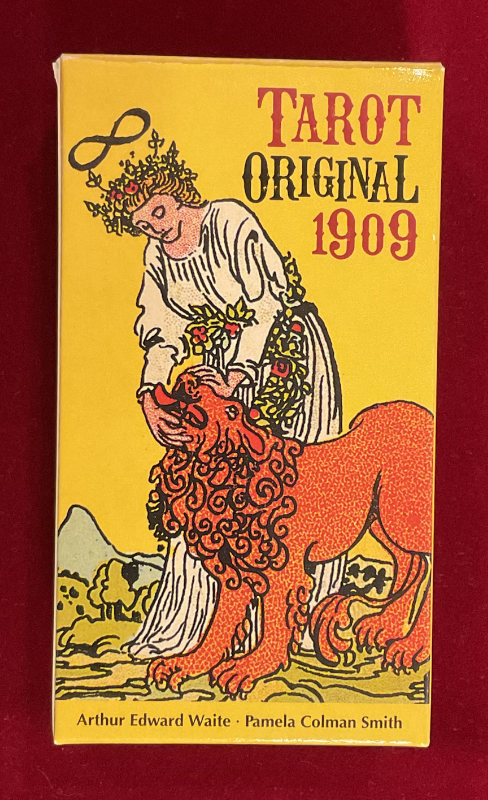 TAROT
ORIGINAL
1909
Arthur Edward Waite · Pamela Colman Smith